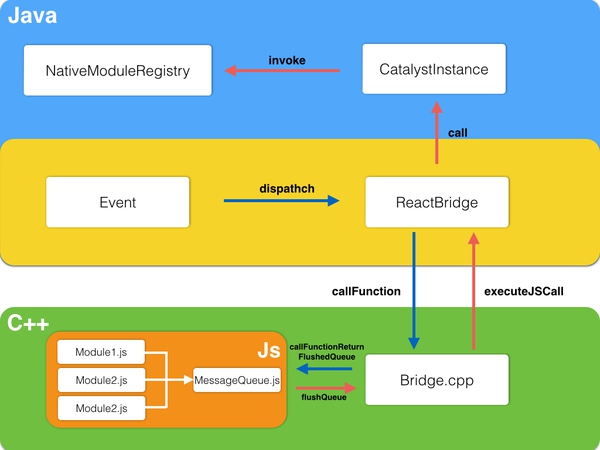 Java
NativeModuleRegistry
invoke
CatalystInstance
call
Event
dispathch
ReactBridge
callFunction
executeJSCall
C++
Js
Module1.js
Module2.js
Module2.js
MessageQueue.js
callFunctionReturn
FlushedQueue
flushQueue
Bridge.cpp